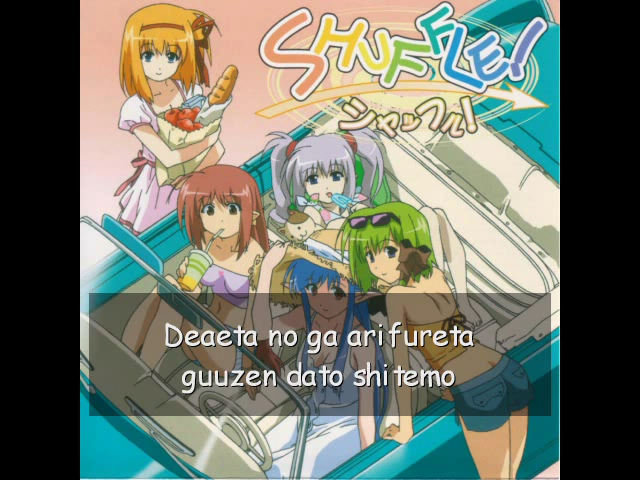 SHUFFLE!
シャッフル!
Deaeta no ga arifureta
guuzen dato shitemo